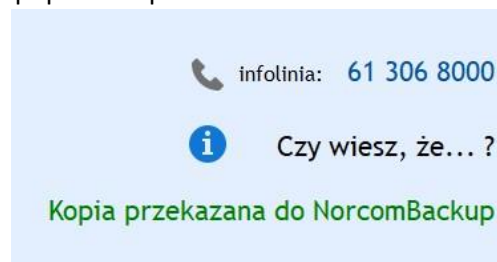 infolinia: 61 306 8000
Czy wiesz, że... ?
Kopia przekazana do NorcomBackup